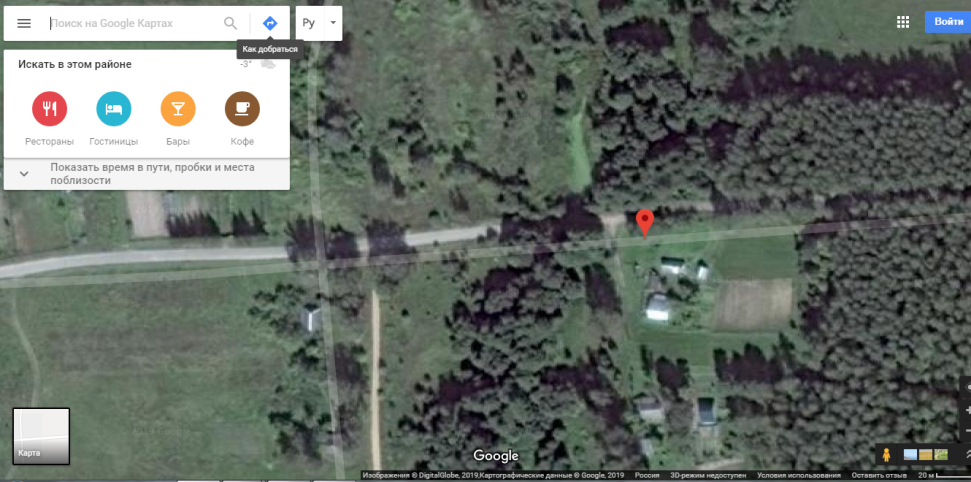 Поиск на Google Картах
Ру
Войти
Как добраться
Искать в этом районе
-3°
Рестораны
Гостиницы
Бары
Кофе
Показать время в пути, пробки и места
поблизости
Карта
Google
Изображения © DigitalGlobe, 2019,Картографические данные © Google, 2019 Россия 3D-режим недоступен Условия использования Оставить отзыв 20 м